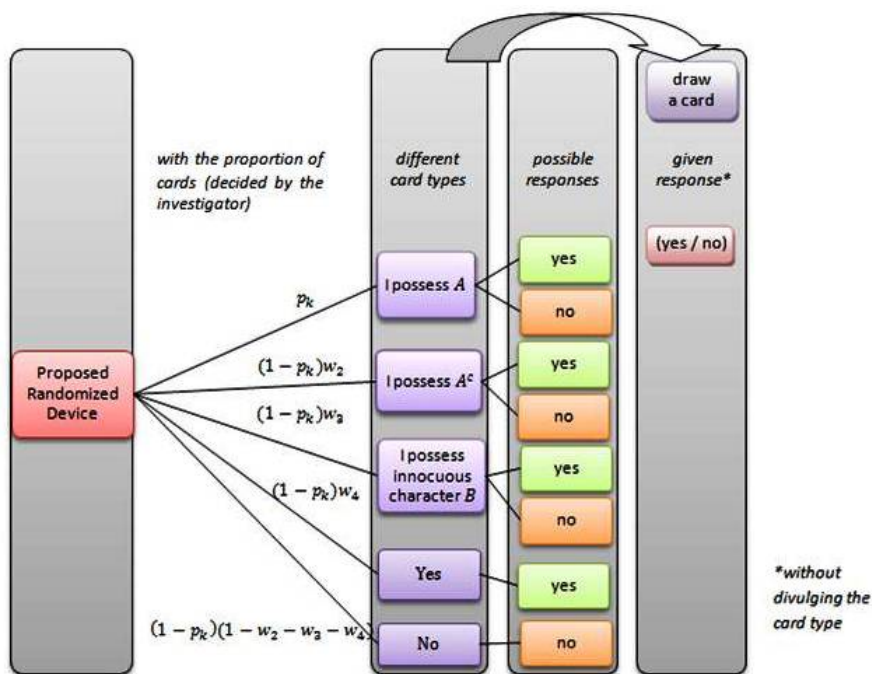 draw
a card
with the proportion of
cards (decided by the
investigator)
different
card types
possible
responses
given
response*
(yes / no)
Proposed
Randomized
Device
p_k
(1 − p_k)w_2
(1 − p_k)w_3
(1 − p_k)w_4
(1 − p_k)(1 − w_2 − w_3 − w_4)
I possess A
yes
no
I possess A^c
yes
no
I possess
innocuous
character B
yes
no
Yes
yes
No
no
*without
divulging the
card type